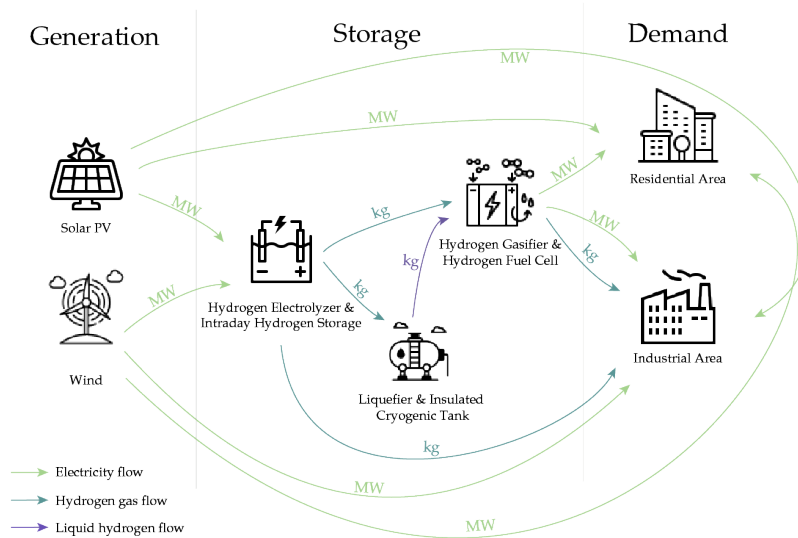 Generation
Storage
Demand
MW
MW
MW
MW
MW
MW
MW
MW
kg
kg
kg
kg
kg
- +
- +
Solar PV
Wind
Hydrogen Electrolyzer &
Intraday Hydrogen Storage
Hydrogen Gasifier &
Hydrogen Fuel Cell
Liquefier & Insulated
Cryogenic Tank
Residential Area
Industrial Area
Electricity flow
Hydrogen gas flow
Liquid hydrogen flow